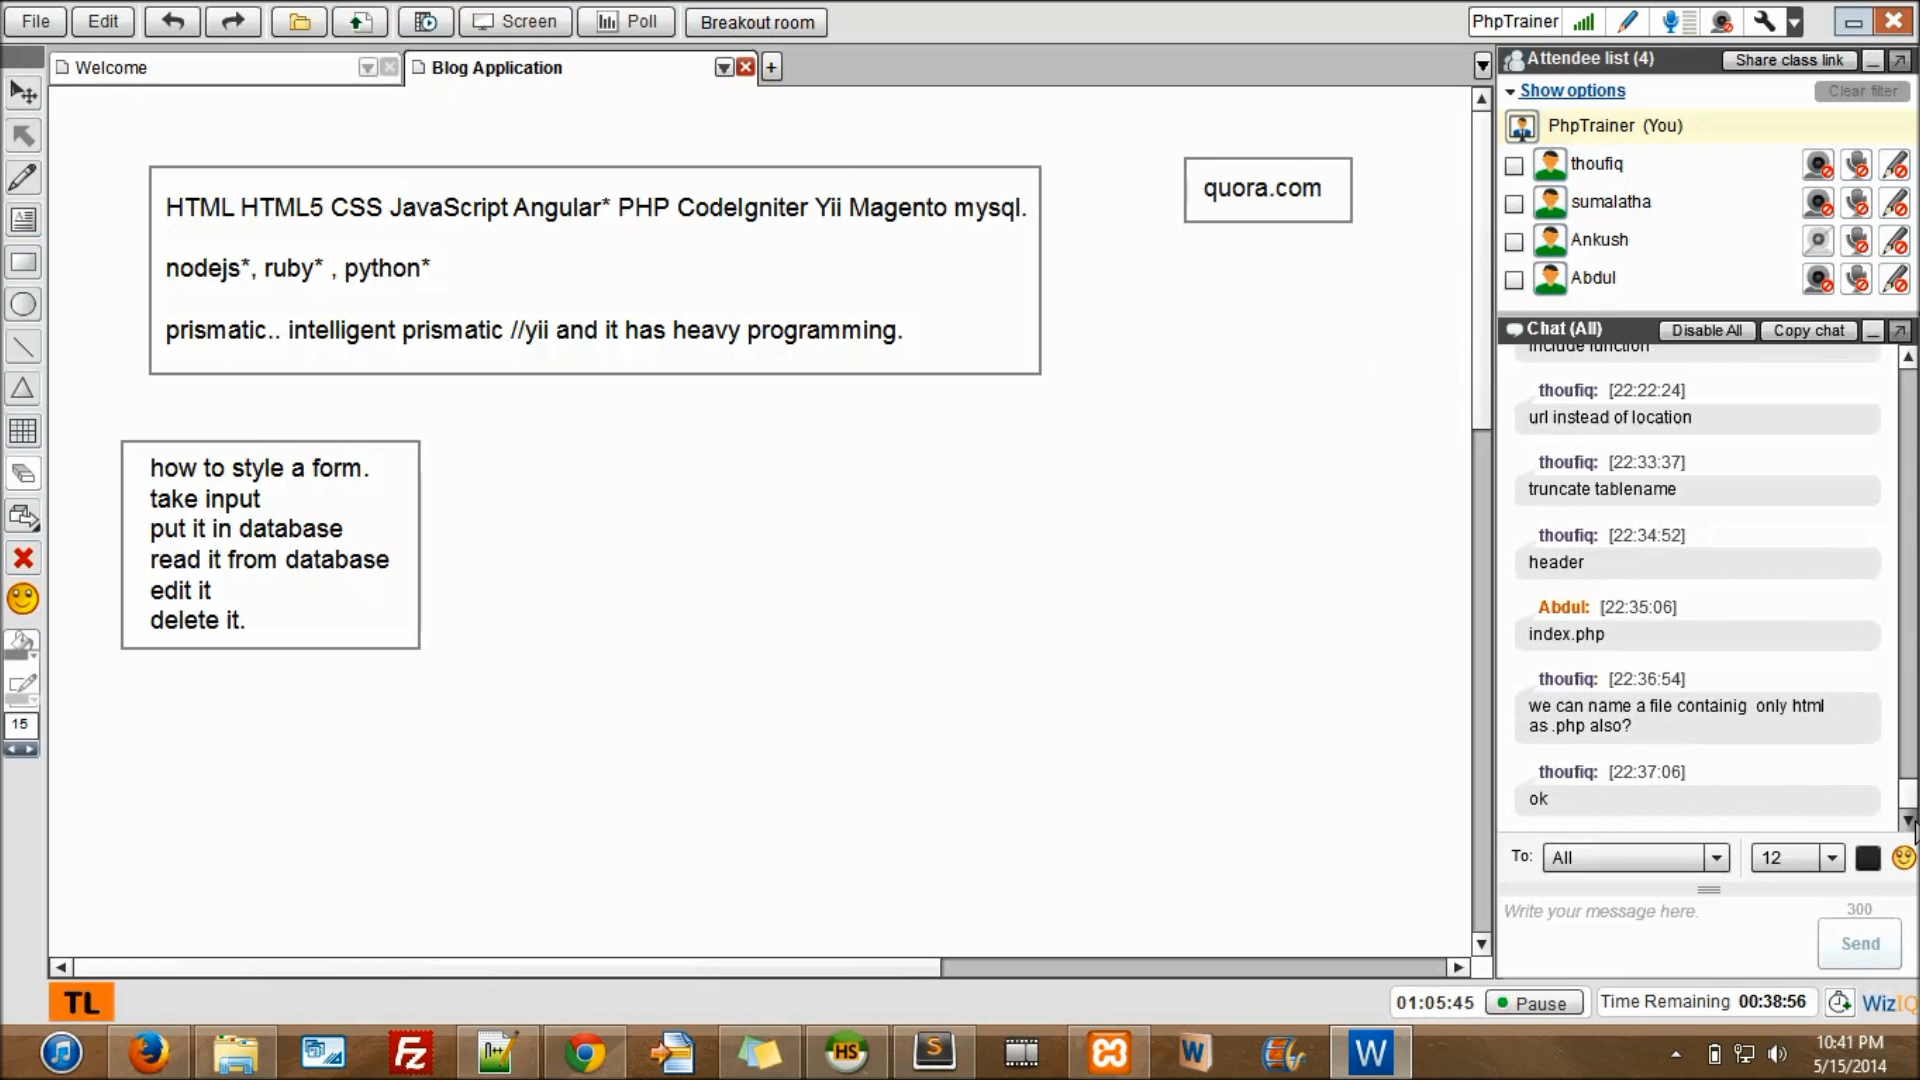 File Edit Screen Poll Breakout room PhpTrainer
Welcome Blog Application
HTML HTML5 CSS JavaScript Angular* PHP CodeIgniter Yii Magento mysql.
nodejs*, ruby* , python*
prismatic.. intelligent prismatic //yii and it has heavy programming.
quora.com
how to style a form.
take input
put it in database
read it from database
edit it
delete it.
15
Attendee list (4) Share class link
Show options Clear filter
PhpTrainer (You)
thoufiq
sumalatha
Ankush
Abdul
Chat (All) Disable All Copy chat
include function
thoufiq: [22:22:24]
url instead of location
thoufiq: [22:33:37]
truncate tablename
thoufiq: [22:34:52]
header
Abdul: [22:35:06]
index.php
thoufiq: [22:36:54]
we can name a file containig only html
as .php also?
thoufiq: [22:37:06]
ok
To: All 12
Write your message here. 300
Send
TL 01:05:45 Pause Time Remaining 00:38:56 WizIQ
FZ n++ HS S W W
10:41 PM
5/15/2014